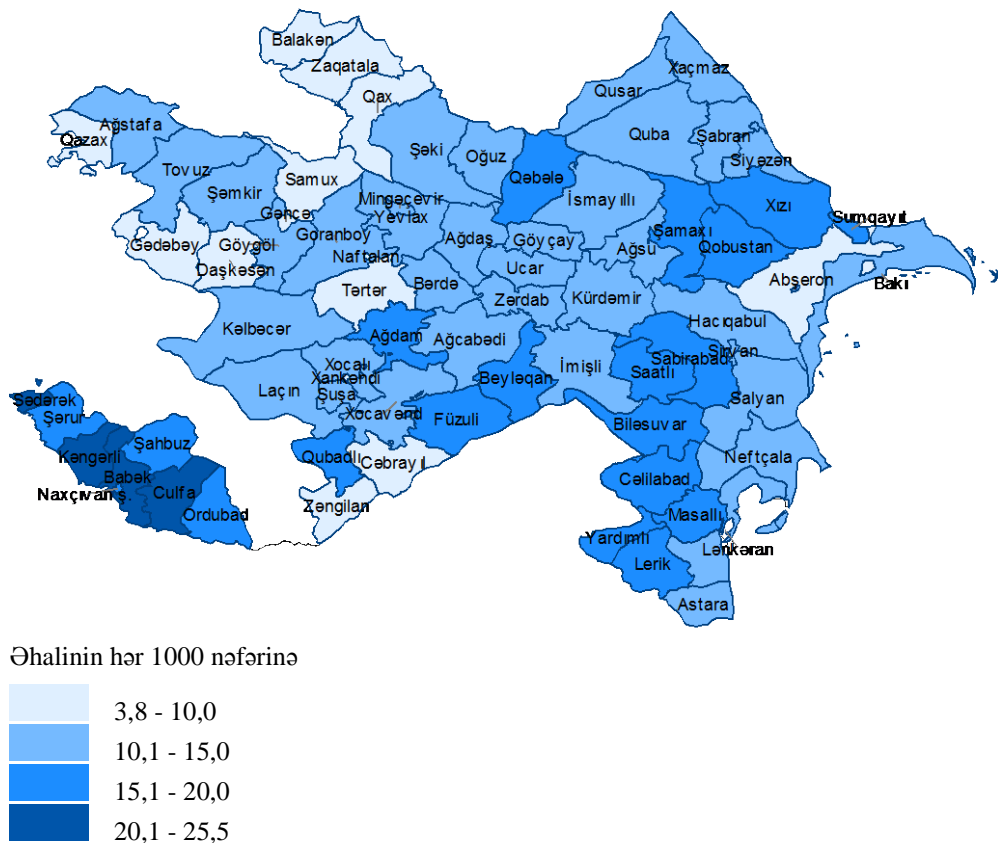 Balakən
Zaqatala
Xaçmaz
Qax
Qusar
Ağstafa
Qazax
Quba
Şabran
Şəki
Oğuz
Siyəzən
Tovuz
Qəbələ
Samux
Şəmkir
Mingəçevir
İsmayıllı
Xızı
Gəncə
Yevlax
Sumqayıt
Goranboy
Ağdaş
Göyçay
Ağsu
Şamaxı
Qobustan
Gədəbəy
Göygöl
Naftalan
Daşkəsən
Ucar
Abşeron
Bakı
Tərtər
Bərdə
Zərdab
Kürdəmir
Kəlbəcər
Ağdam
Ağcabədi
Hacıqabul
Xocalı
Şirvan
Xankəndi
İmişli
Sabirabad
Laçın
Şuşa
Beyləqan
Saatlı
Sədərək
Salyan
Şərur
Xocavənd
Füzuli
Biləsuvar
Şahbuz
Kəngərli
Qubadlı
Cəbrayıl
Neftçala
Babək
Cəlilabad
Naxçıvan ş.
Culfa
Zəngilan
Ordubad
Masallı
Yardımlı
Lənkəran
Lerik
Astara
Əhalinin hər 1000 nəfərinə
3,8 - 10,0
10,1 - 15,0
15,1 - 20,0
20,1 - 25,5